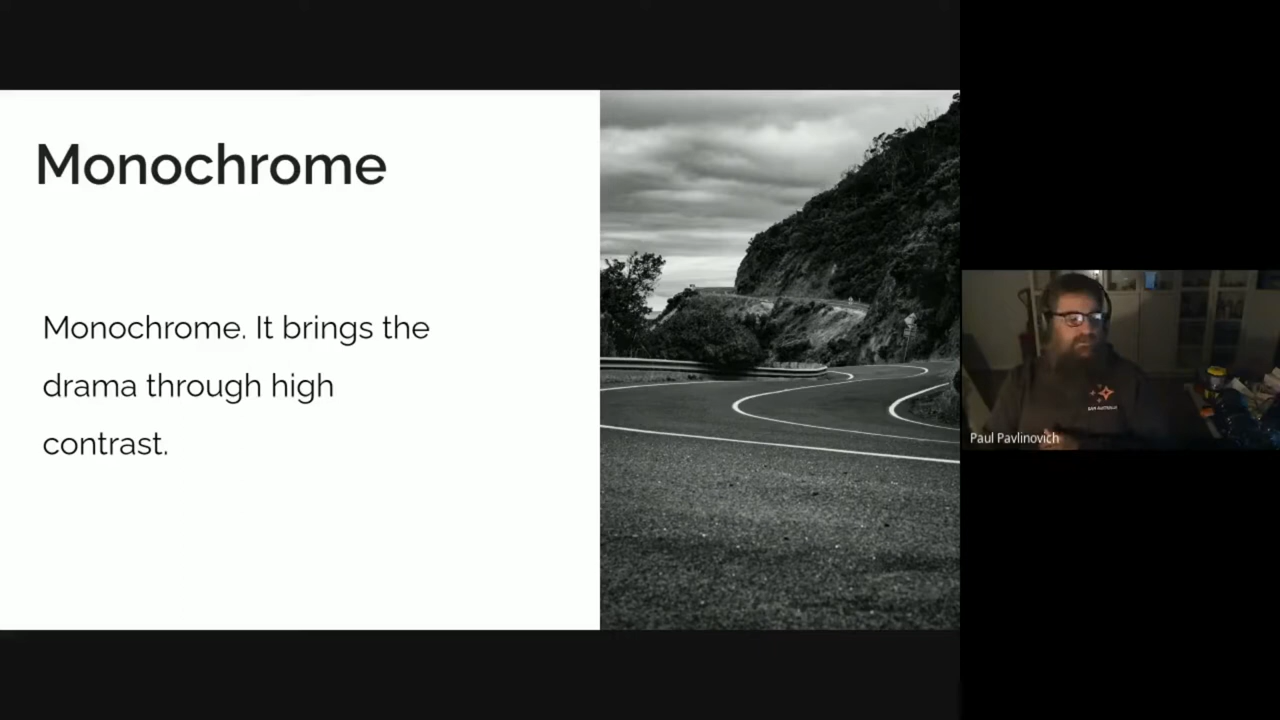 Monochrome
Monochrome. It brings the
drama through high
contrast.
Paul Pavlinovich